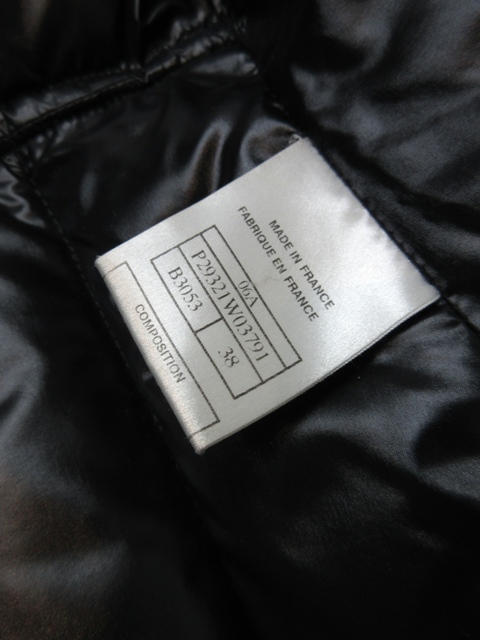 MADE IN FRANCE
FABRIQUE EN FRANCE
06A
P29321W03791
B3053 38
COMPOSITION